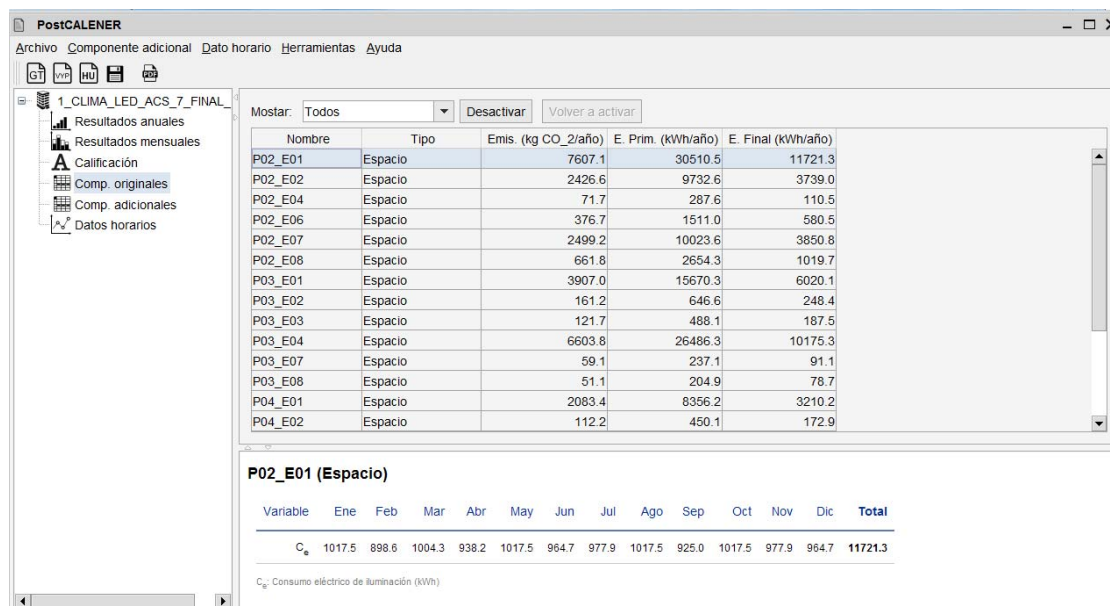 PostCALENER
Archivo Componente adicional Dato horario Herramientas Ayuda
GT VYP HU PDF
1_CLIMA_LED_ACS_7_FINAL_
Resultados anuales
Resultados mensuales
Calificación
Comp. originales
Comp. adicionales
Datos horarios
Mostar: Todos Desactivar Volver a activar
Nombre Tipo Emis. (kg CO_2/año) E. Prim. (kWh/año) E. Final (kWh/año)
P02_E01 Espacio 7607.1 30510.5 11721.3
P02_E02 Espacio 2426.6 9732.6 3739.0
P02_E04 Espacio 71.7 287.6 110.5
P02_E06 Espacio 376.7 1511.0 580.5
P02_E07 Espacio 2499.2 10023.6 3850.8
P02_E08 Espacio 661.8 2654.3 1019.7
P03_E01 Espacio 3907.0 15670.3 6020.1
P03_E02 Espacio 161.2 646.6 248.4
P03_E03 Espacio 121.7 488.1 187.5
P03_E04 Espacio 6603.8 26486.3 10175.3
P03_E07 Espacio 59.1 237.1 91.1
P03_E08 Espacio 51.1 204.9 78.7
P04_E01 Espacio 2083.4 8356.2 3210.2
P04_E02 Espacio 112.2 450.1 172.9
P02_E01 (Espacio)
Variable Ene Feb Mar Abr May Jun Jul Ago Sep Oct Nov Dic Total
Ce 1017.5 898.6 1004.3 938.2 1017.5 964.7 977.9 1017.5 925.0 1017.5 977.9 964.7 11721.3
Ce: Consumo eléctrico de iluminación (kWh)